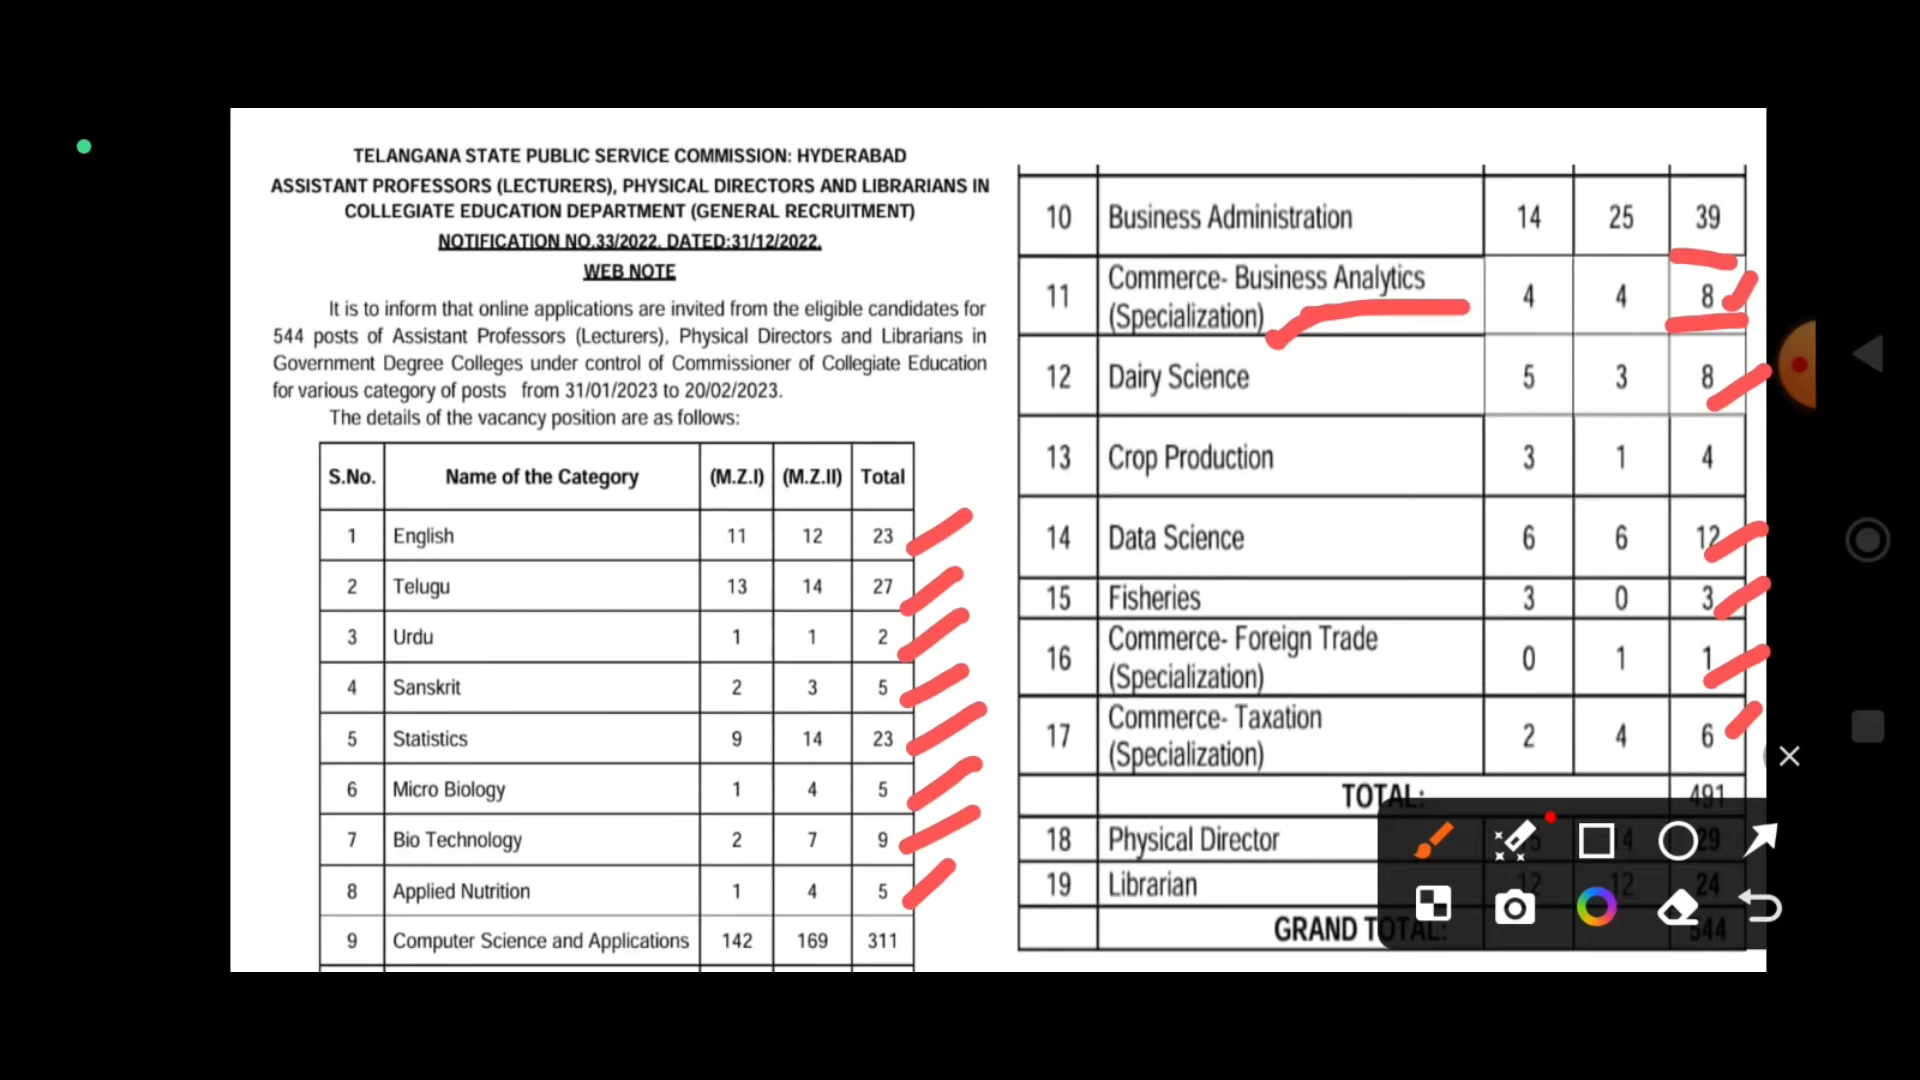 TELANGANA STATE PUBLIC SERVICE COMMISSION: HYDERABAD
ASSISTANT PROFESSORS (LECTURERS), PHYSICAL DIRECTORS AND LIBRARIANS IN
COLLEGIATE EDUCATION DEPARTMENT (GENERAL RECRUITMENT)
NOTIFICATION NO.33/2022, DATED:31/12/2022.
WEB NOTE
It is to inform that online applications are invited from the eligible candidates for
544 posts of Assistant Professors (Lecturers), Physical Directors and Librarians in
Government Degree Colleges under control of Commissioner of Collegiate Education
for various category of posts from 31/01/2023 to 20/02/2023.
The details of the vacancy position are as follows:
S.No. Name of the Category (M.Z.I) (M.Z.II) Total
1 English 11 12 23
2 Telugu 13 14 27
3 Urdu 1 1 2
4 Sanskrit 2 3 5
5 Statistics 9 14 23
6 Micro Biology 1 4 5
7 Bio Technology 2 7 9
8 Applied Nutrition 1 4 5
9 Computer Science and Applications 142 169 311
10 Business Administration 14 25 39
11 Commerce- Business Analytics
(Specialization) 4 4 8
12 Dairy Science 5 3 8
13 Crop Production 3 1 4
14 Data Science 6 6 12
15 Fisheries 3 0 3
16 Commerce- Foreign Trade
(Specialization) 0 1 1
17 Commerce- Taxation
(Specialization) 2 4 6
TOTAL: 491
18 Physical Director 14 29
19 Librarian 12 12 24
GRAND TOTAL: 544